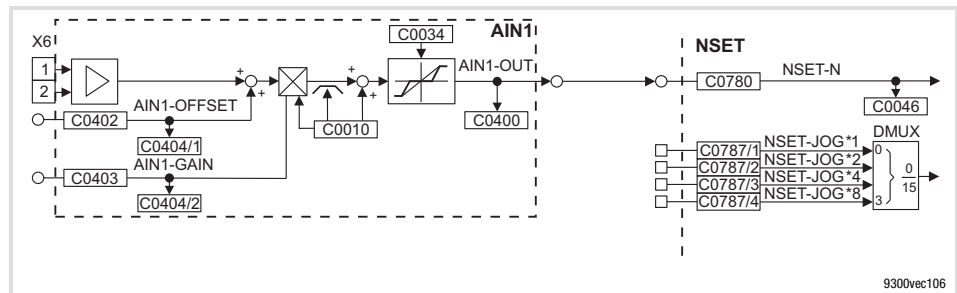 X6
AIN1
C0034
NSET
1
2
AIN1-OUT
C0780
NSET-N
+
+
+
+
AIN1-OFFSET
C0402
C0404/1
C0010
C0400
C0046
DMUX
AIN1-GAIN
C0403
C0404/2
C0787/1
NSET-JOG*1
C0787/2
NSET-JOG*2
C0787/3
NSET-JOG*4
C0787/4
NSET-JOG*8
0
3
0
15
9300vec106